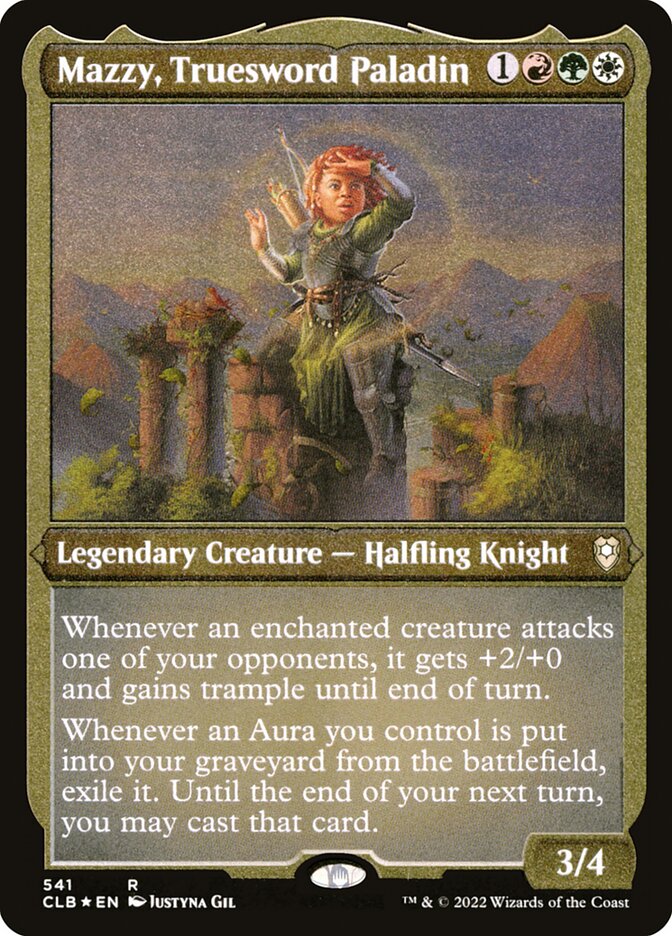 Mazzy, Truesword Paladin 1
Legendary Creature — Halfling Knight
Whenever an enchanted creature attacks
one of your opponents, it gets +2/+0
and gains trample until end of turn.
Whenever an Aura you control is put
into your graveyard from the battlefield,
exile it. Until the end of your next turn,
you may cast that card.
3/4
541 R
CLB★EN Justyna Gil ™ & © 2022 Wizards of the Coast